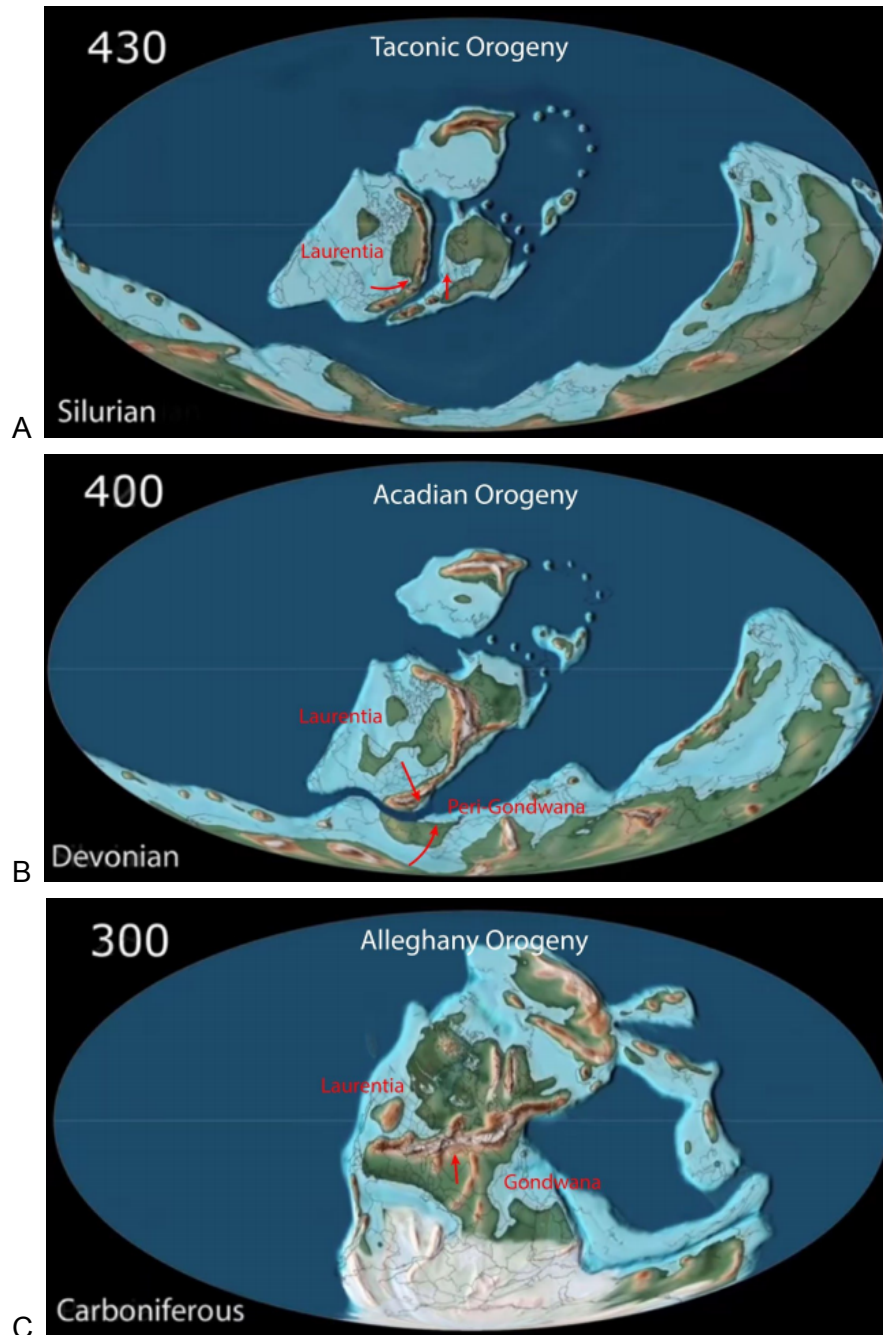 430
Taconic Orogeny
Laurentia
A
Silurian
400
Acadian Orogeny
Laurentia
Peri-Gondwana
B
Devonian
300
Alleghany Orogeny
Laurentia
Gondwana
C
Carboniferous